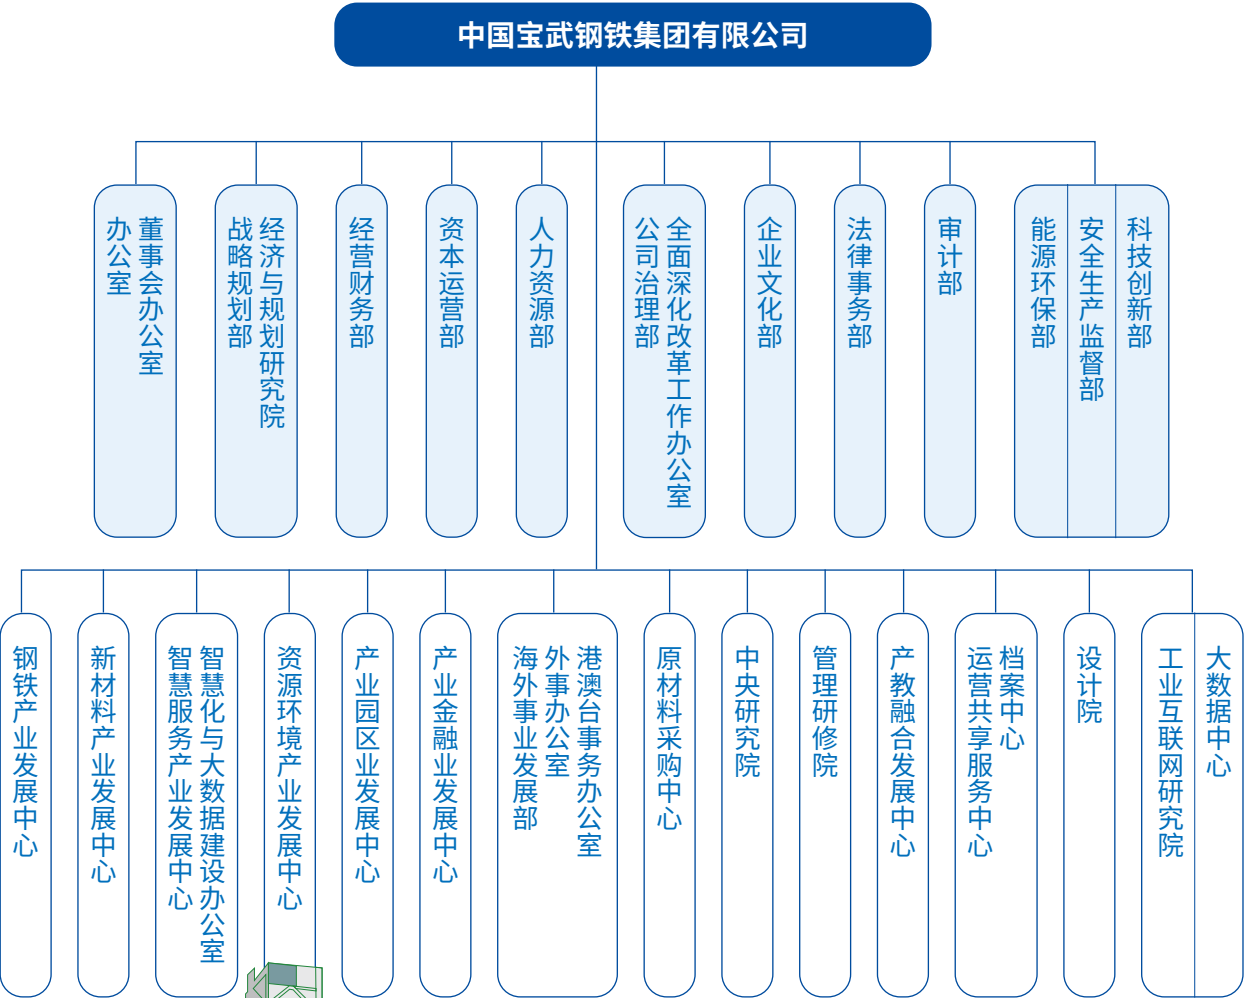 中国宝武钢铁集团有限公司
办公室
董事会办公室
战略规划部
经济与规划研究院
经营财务部
资本运营部
人力资源部
公司治理部
全面深化改革工作办公室
企业文化部
法律事务部
审计部
能源环保部
安全生产监督部
科技创新部
钢铁产业发展中心
新材料产业发展中心
智慧服务产业发展中心
智慧化与大数据建设办公室
资源环境产业发展中心
产业园区业发展中心
产业金融业发展中心
海外事业发展部
外事办公室
港澳台事务办公室
原材料采购中心
中央研究院
管理研修院
产教融合发展中心
运营共享服务中心
档案中心
设计院
工业互联网研究院
大数据中心